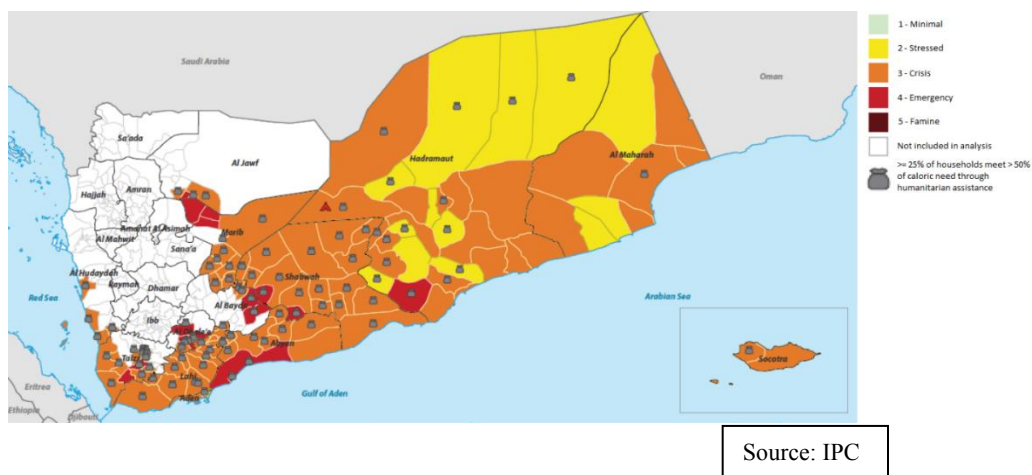 Saudi Arabia
Oman
Sa'ada
Al Jawf
Hadramaut
Al Maharah
Hajjah
Amran
Amanat Al Asimah
Marib
Al Mahwit
Sana'a
Al Hudaydah
Raymah
Dhamar
Shabwah
Red Sea
Al Bayda
Ibb
Arabian Sea
Abyan
Taizz
Lahj
Socotra
Eritrea
Aden
Gulf of Aden
Ethiopia
Djibouti
1 - Minimal
2 - Stressed
3 - Crisis
4 - Emergency
5 - Famine
Not included in analysis
>= 25% of households meet > 50%
of caloric need through
humanitarian assistance
Source: IPC